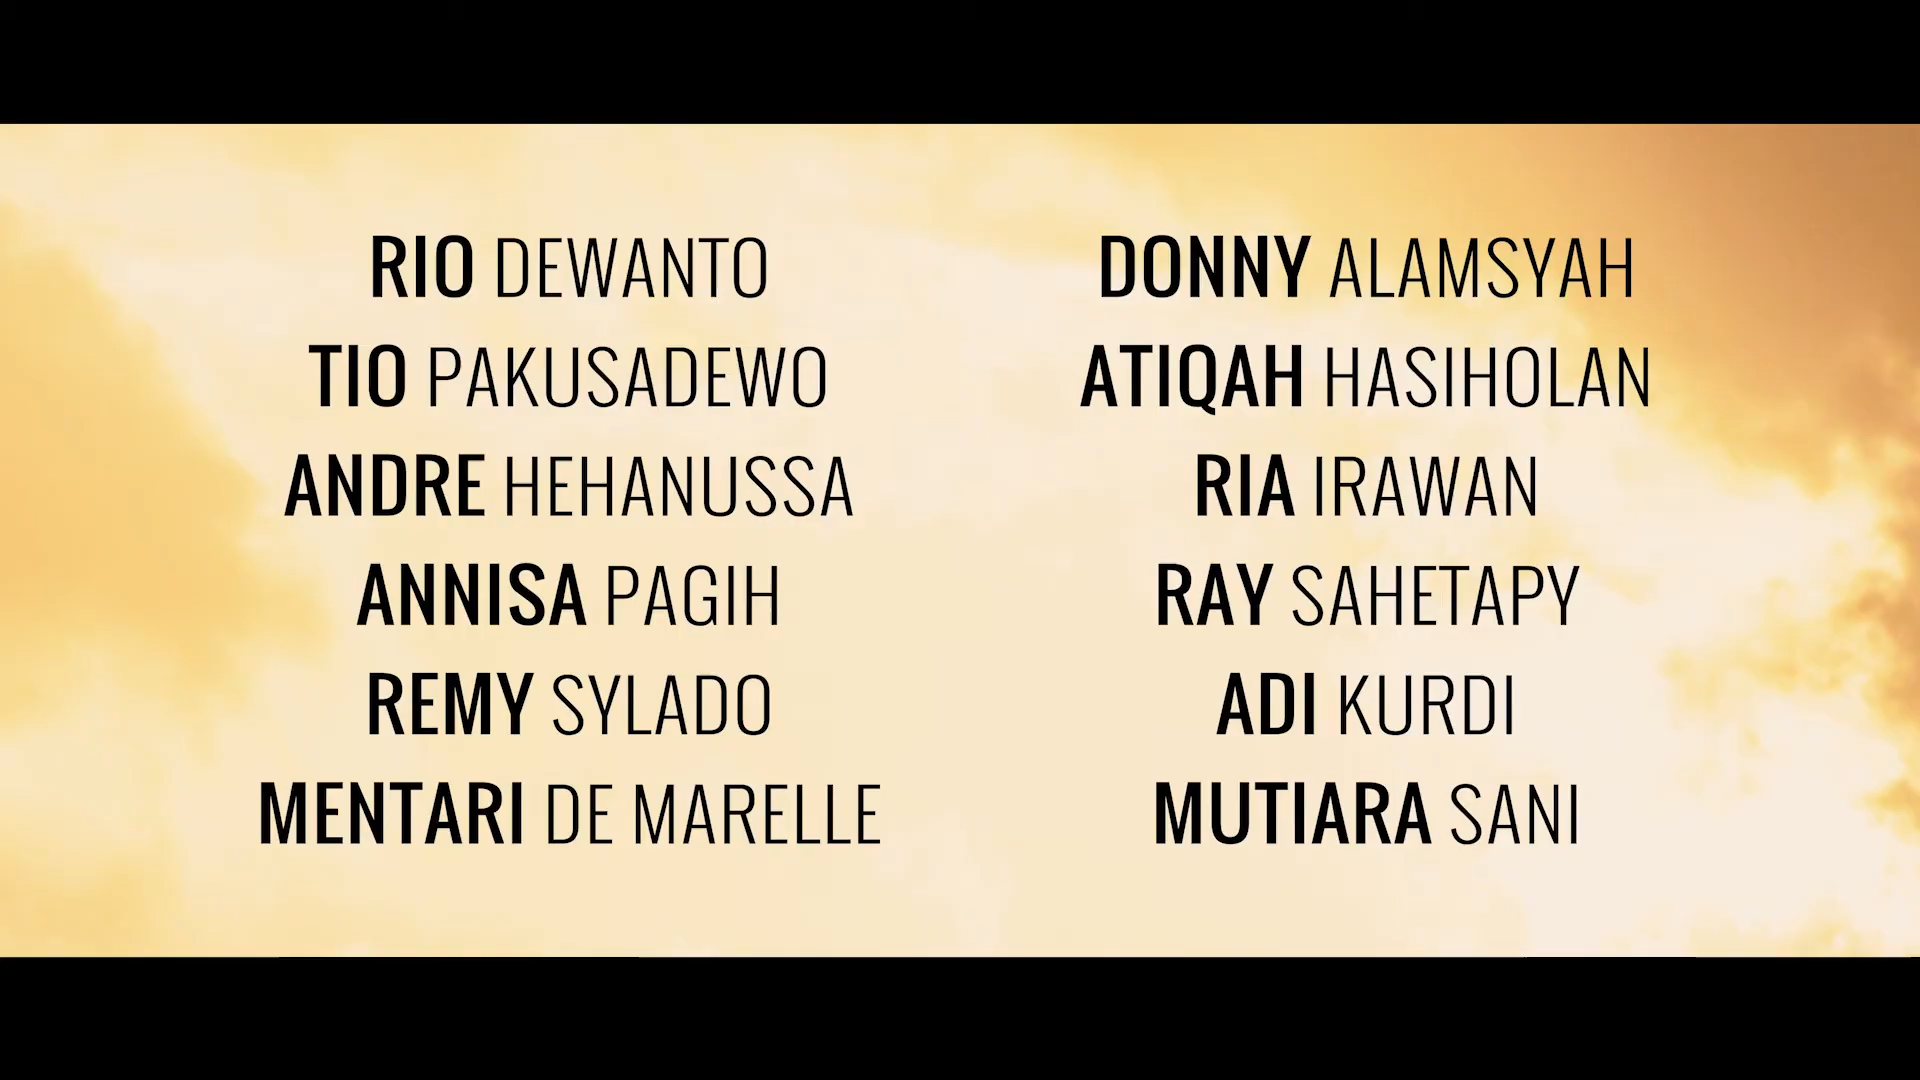 RIO DEWANTO
TIO PAKUSADEWO
ANDRE HEHANUSSA
ANNISA PAGIH
REMY SYLADO
MENTARI DE MARELLE
DONNY ALAMSYAH
ATIQAH HASIHOLAN
RIA IRAWAN
RAY SAHETAPY
ADI KURDI
MUTIARA SANI